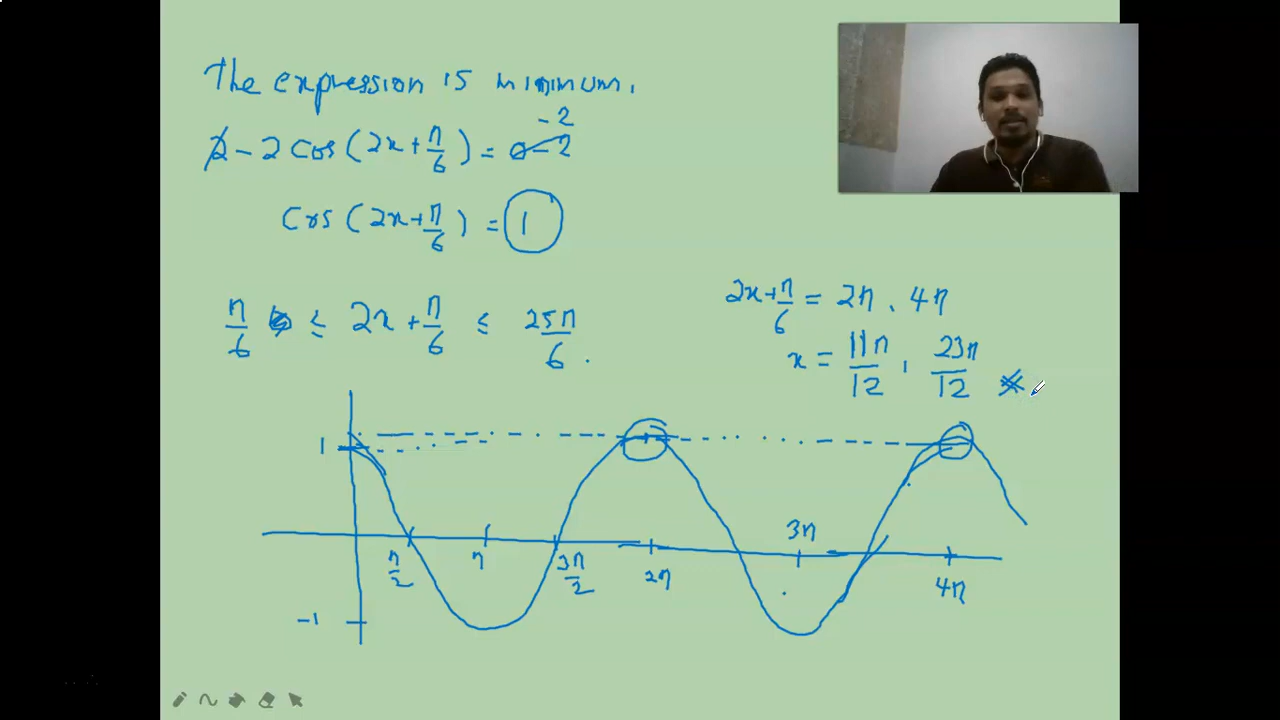 The expression is minimum.
2 - 2 cos (2x + π/6) = 0 - 2 -2
cos (2x + π/6) = 1
π/6 ≤ 2x + π/6 ≤ 25π/6 .
2x + π/6 = 2π , 4π
x = 11π/12 , 23π/12
1
3π
π/2 π 3π/2 2π 4π
-1